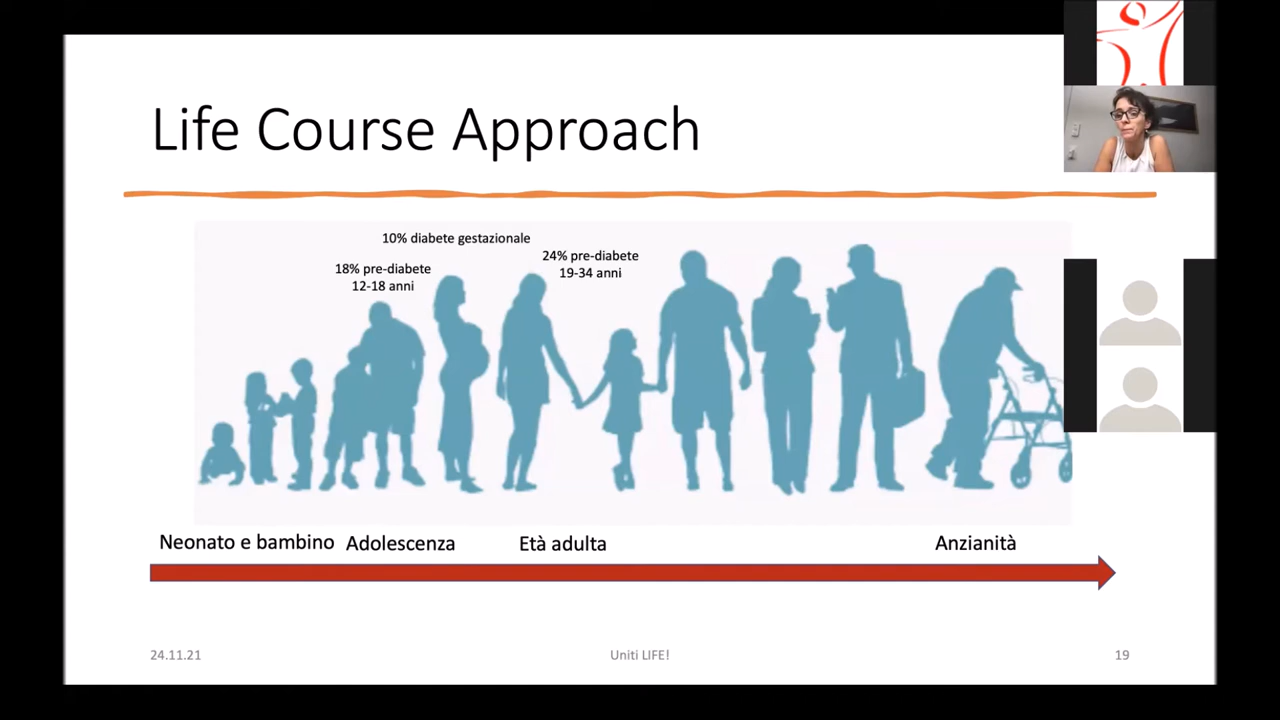 Life Course Approach
10% diabete gestazionale
24% pre-diabete
19-34 anni
18% pre-diabete
12-18 anni
Neonato e bambino
Adolescenza
Età adulta
Anzianità
24.11.21
Uniti LIFE!
19